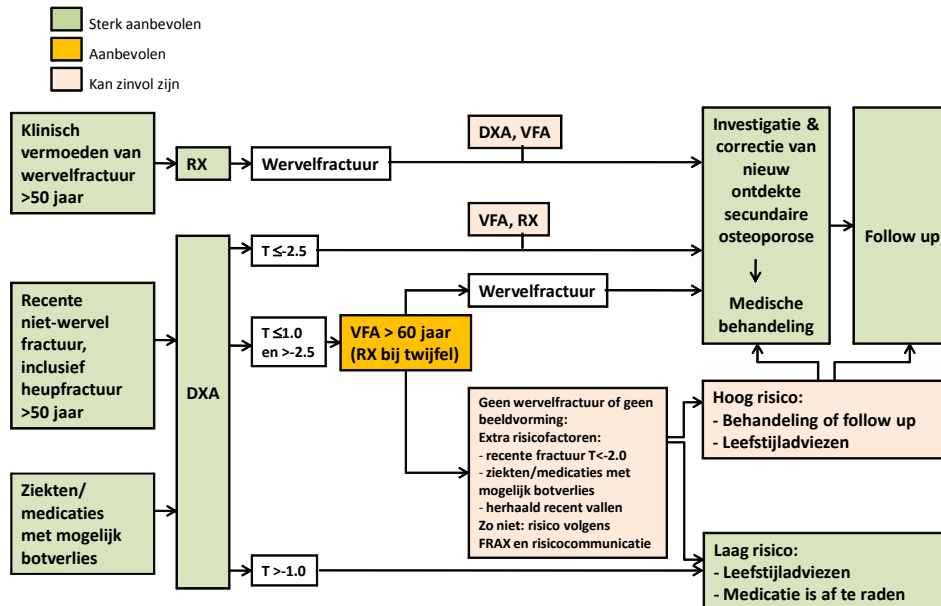 Sterk aanbevolen
Aanbevolen
Kan zinvol zijn
Klinisch
vermoeden van
wervelfractuur
>50 jaar
RX
Wervelfractuur
DXA, VFA
Investigatie &
correctie van
nieuw
ontdekte
secundaire
osteoporose
Medische
behandeling
Follow up
Recente
niet-wervel
fractuur,
inclusief
heupfractuur
>50 jaar
Ziekten/
medicaties
met mogelijk
botverlies
DXA
T ≤-2.5
VFA, RX
T ≤1.0
en >-2.5
VFA > 60 jaar
(RX bij twijfel)
Wervelfractuur
Geen wervelfractuur of geen
beeldvorming:
Extra risicofactoren:
- recente fractuur T<-2.0
- ziekten/medicaties met
mogelijk botverlies
- herhaald recent vallen
Zo niet: risico volgens
FRAX en risicocommunicatie
Hoog risico:
- Behandeling of follow up
- Leefstijladviezen
T >-1.0
Laag risico:
- Leefstijladviezen
- Medicatie is af te raden